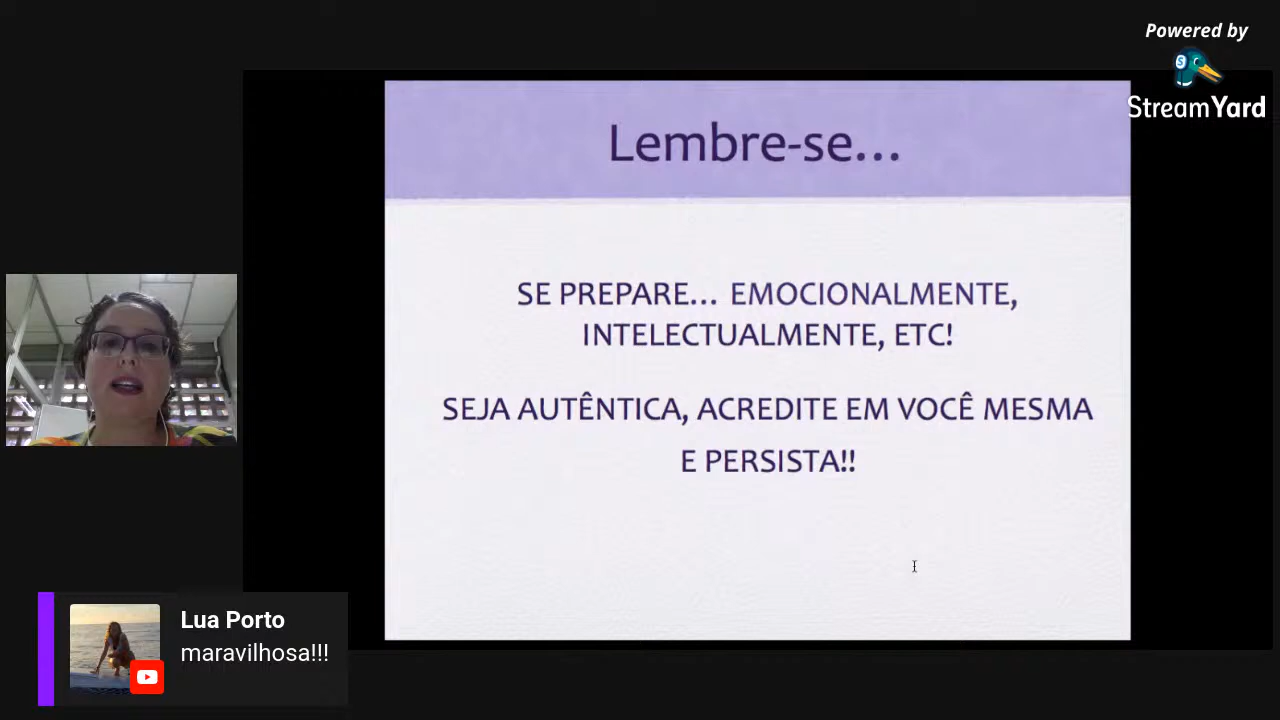 Powered by
StreamYard
Lembre-se...
SE PREPARE... EMOCIONALMENTE,
INTELECTUALMENTE, ETC!
SEJA AUTÊNTICA, ACREDITE EM VOCÊ MESMA
E PERSISTA!!
Lua Porto
maravilhosa!!!